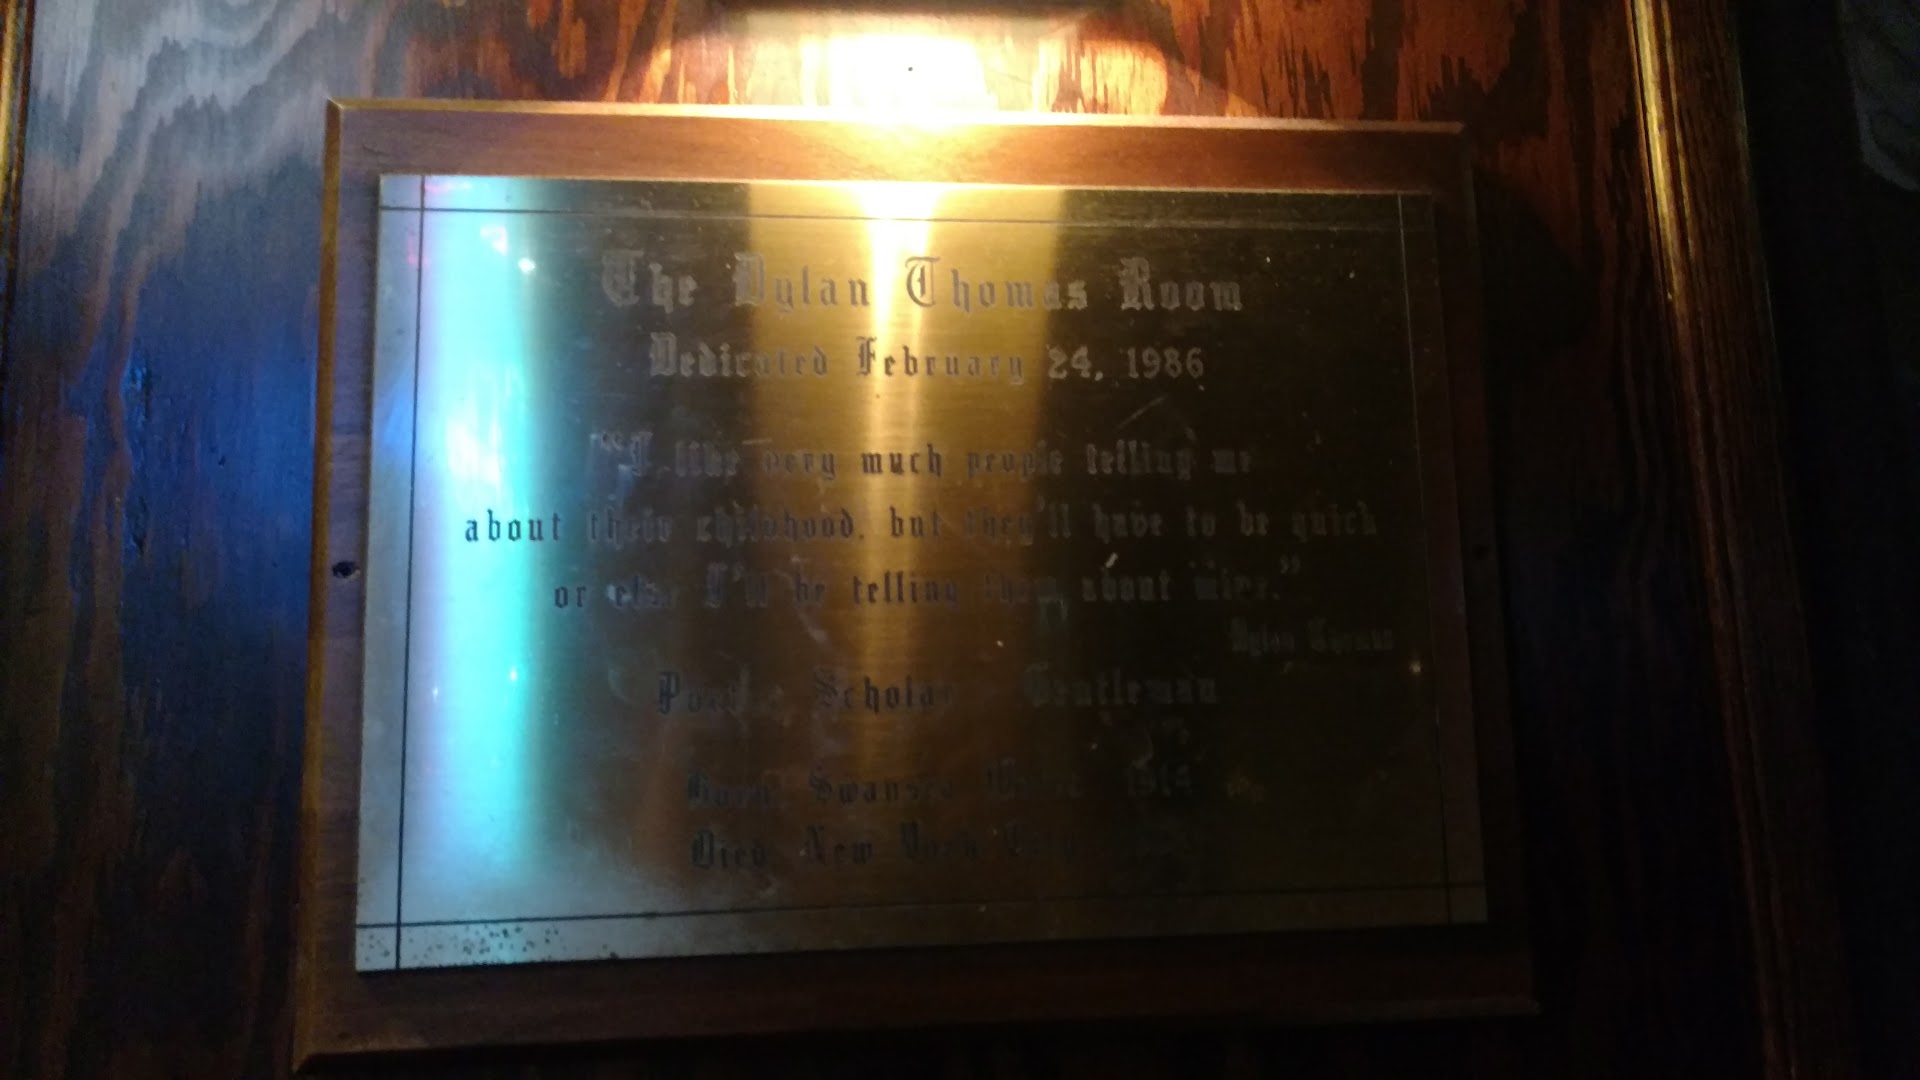 The Dylan Thomas Room
Dedicated February 24, 1986
"I like very much people telling me
about their childhood, but they'll have to be quick
or else I'll be telling them about mine."
Dylan Thomas
Poet - Scholar - Gentleman
Born Swansea Wales 1914
Died New York City